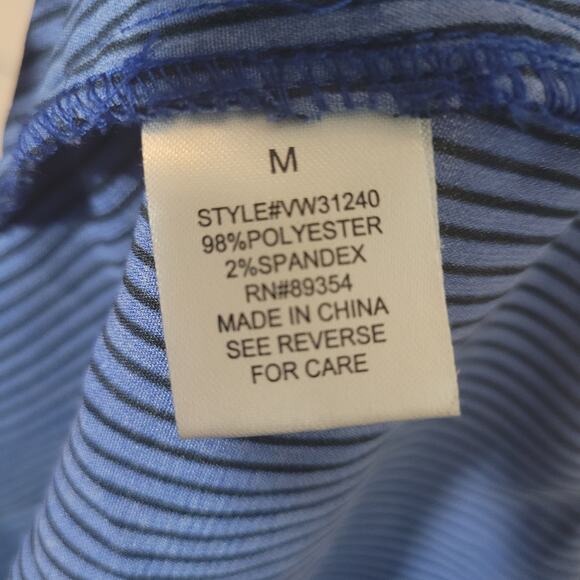 M
STYLE#VW31240
98%POLYESTER
2%SPANDEX
RN#89354
MADE IN CHINA
SEE REVERSE
FOR CARE